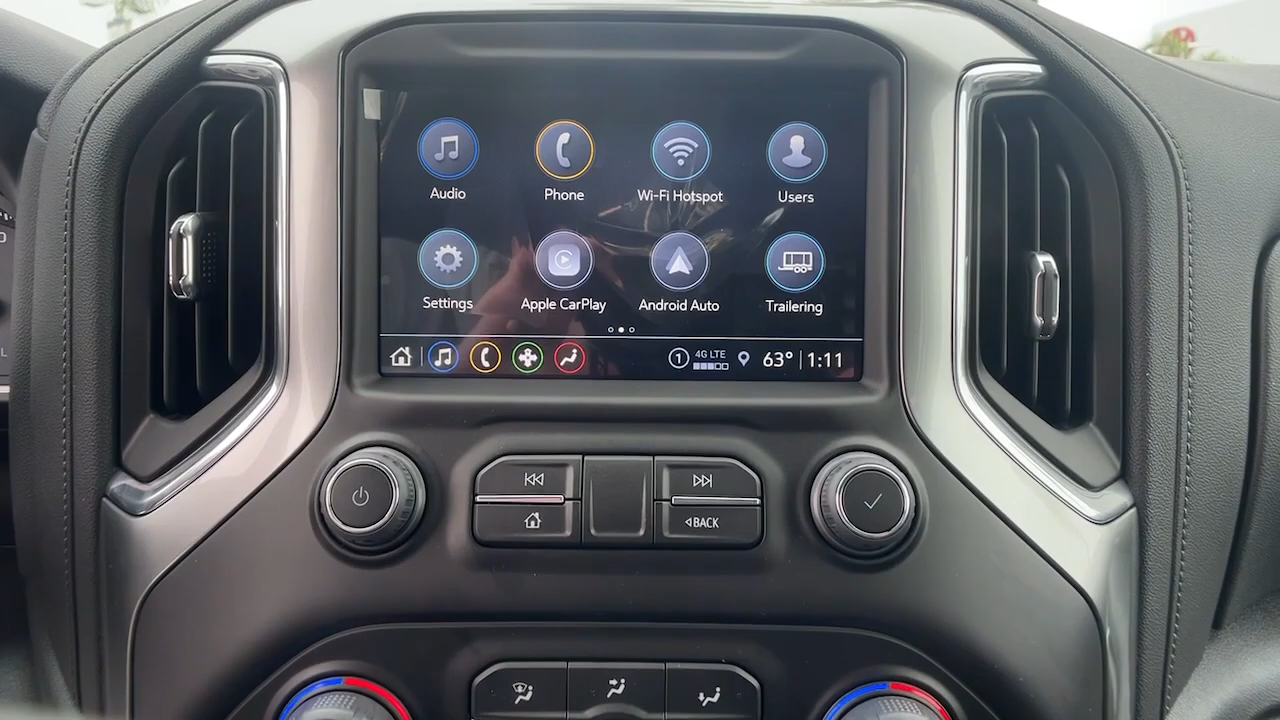 Audio
Phone
Wi-Fi Hotspot
Users
Settings
Apple CarPlay
Android Auto
Trailering
1
4G LTE
63° 1:11
BACK